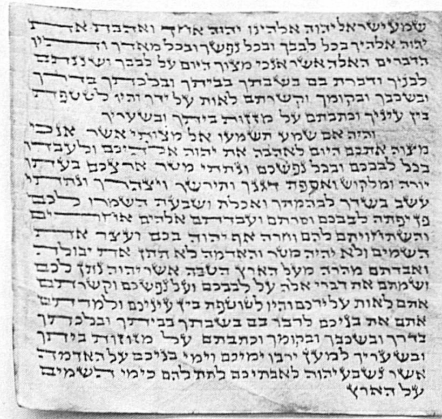 שמע ישראל יהוה אלהינו יהוה אחד ואהבת את
יהוה אלהיך בכל לבבך ובכל נפשך ובכל מאדך והיו
הדברים האלה אשר אנכי מצוך היום על לבבך ושננתם
לבניך ודברת בם בשבתך בביתך ובלכתך בדרך
ובשכבך ובקומך וקשרתם לאות על ידך והיו לטטפת
בין עיניך וכתבתם על מזזות ביתך ובשעריך
והיה אם שמע תשמעו אל מצותי אשר אנכי
מצוה אתכם היום לאהבה את יהוה אלהיכם ולעבדו
בכל לבבכם ובכל נפשכם ונתתי מטר ארצכם בעתו
יורה ומלקוש ואספת דגנך ותירשך ויצהרך ונתתי
עשב בשדך לבהמתך ואכלת ושבעת השמרו לכם
פן יפתה לבבכם וסרתם ועבדתם אלהים אחרים
והשתחויתם להם וחרה אף יהוה בכם ועצר את
השמים ולא יהיה מטר והאדמה לא תתן את יבולה
ואבדתם מהרה מעל הארץ הטבה אשר יהוה נתן לכם
ושמתם את דברי אלה על לבבכם ועל נפשכם וקשרתם
אתם לאות על ידכם והיו לטוטפת בין עיניכם ולמדתם
אתם את בניכם לדבר בם בשבתך בביתך ובלכתך
בדרך ובשכבך ובקומך וכתבתם על מזוזות ביתך
ובשעריך למען ירבו ימיכם וימי בניכם על האדמה
אשר נשבע יהוה לאבתיכם לתת להם כימי השמים
על הארץ